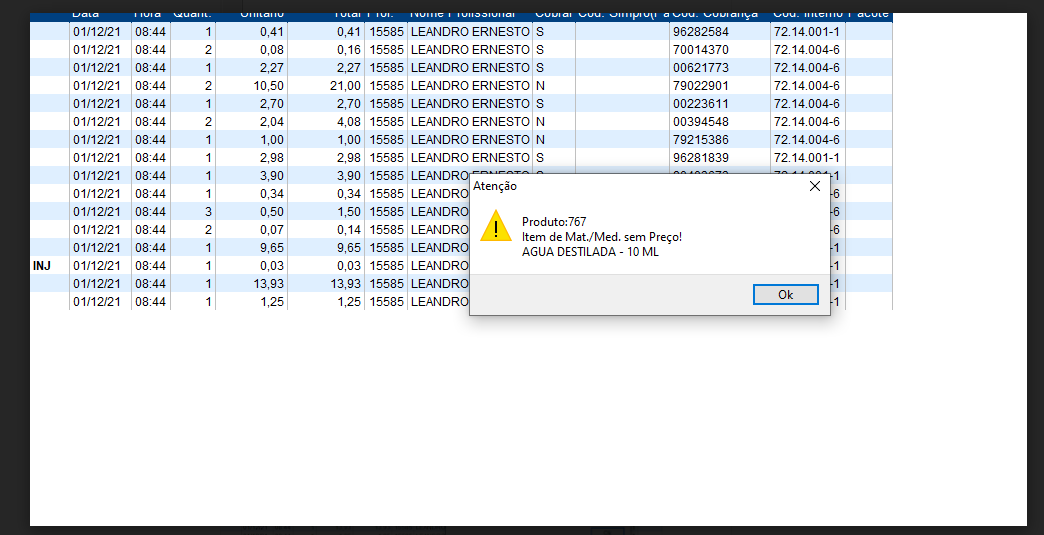 Data Hora Quant. Unitário Total Prof. Nome Profissional Cobrar Cód. Simpro(Pa Cód. Cobrança Cód. Interno Pacote
01/12/21 08:44 1 0,41 0,41 15585 LEANDRO ERNESTO S 96282584 72.14.001-1
01/12/21 08:44 2 0,08 0,16 15585 LEANDRO ERNESTO S 70014370 72.14.004-6
01/12/21 08:44 1 2,27 2,27 15585 LEANDRO ERNESTO S 00621773 72.14.004-6
01/12/21 08:44 2 10,50 21,00 15585 LEANDRO ERNESTO N 79022901 72.14.004-6
01/12/21 08:44 1 2,70 2,70 15585 LEANDRO ERNESTO S 00223611 72.14.004-6
01/12/21 08:44 2 2,04 4,08 15585 LEANDRO ERNESTO N 00394548 72.14.004-6
01/12/21 08:44 1 1,00 1,00 15585 LEANDRO ERNESTO N 79215386 72.14.004-6
01/12/21 08:44 1 2,98 2,98 15585 LEANDRO ERNESTO S 96281839 72.14.001-1
01/12/21 08:44 1 3,90 3,90 15585 LEANDRO ERNESTO
01/12/21 08:44 1 0,34 0,34 15585 LEANDRO -6
01/12/21 08:44 3 0,50 1,50 15585 LEANDRO -6
01/12/21 08:44 2 0,07 0,14 15585 LEANDRO -6
01/12/21 08:44 1 9,65 9,65 15585 LEANDRO -1
INJ 01/12/21 08:44 1 0,03 0,03 15585 LEANDRO -1
01/12/21 08:44 1 13,93 13,93 15585 LEANDRO -1
01/12/21 08:44 1 1,25 1,25 15585 LEANDRO -1
Atenção
Produto:767
Item de Mat./Med. sem Preço!
AGUA DESTILADA - 10 ML
Ok